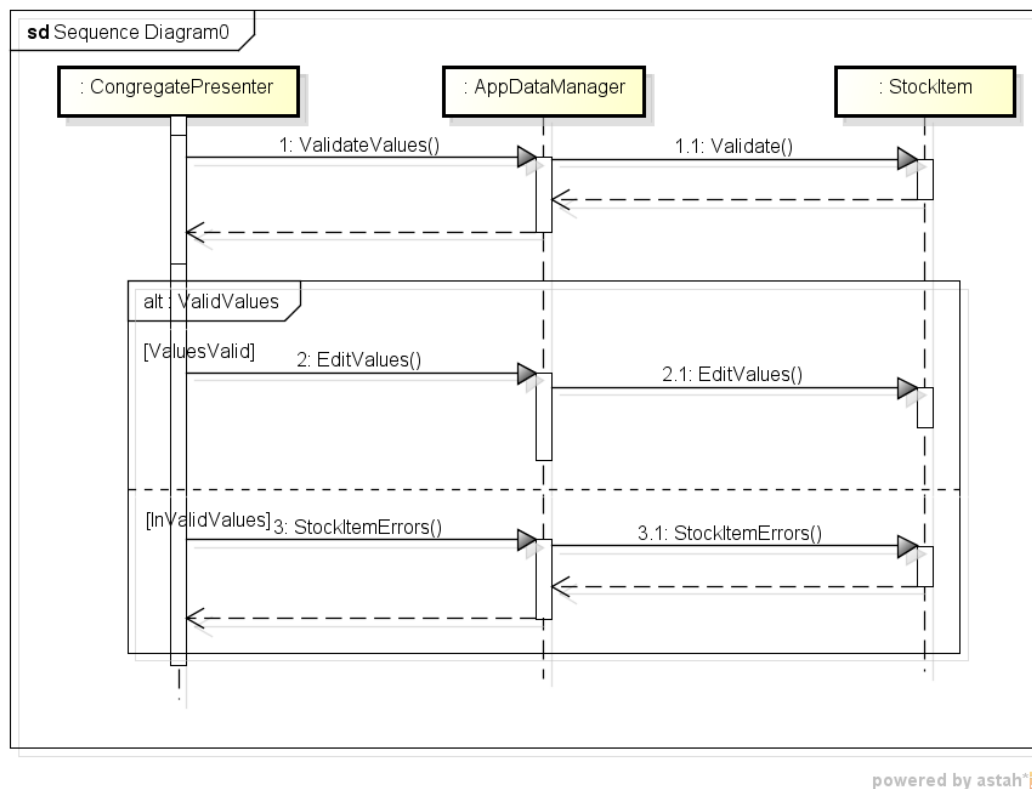 sd Sequence Diagram0
: CongregatePresenter
: AppDataManager
: StockItem
1: ValidateValues()
1.1: Validate()
alt : ValidValues
[ValuesValid]
2: EditValues()
2.1: EditValues()
[InValidValues]
3: StockItemErrors()
3.1: StockItemErrors()
powered by astah*